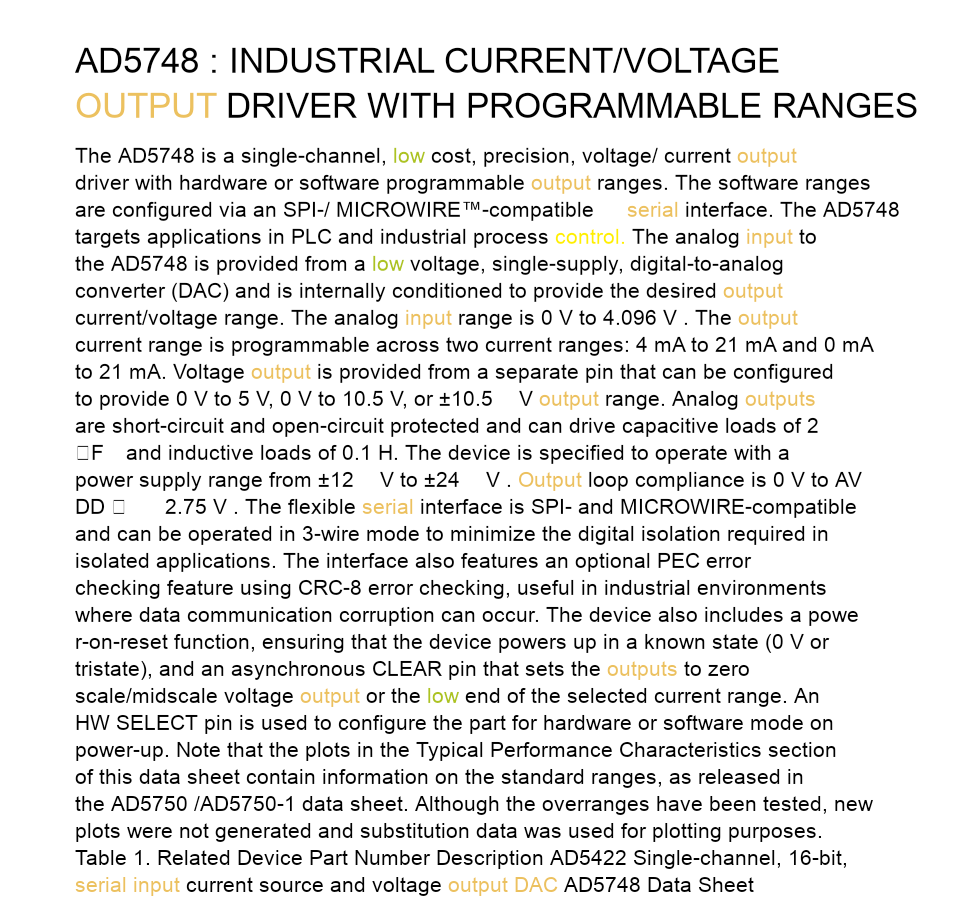 AD5748 : INDUSTRIAL CURRENT/VOLTAGE
OUTPUT DRIVER WITH PROGRAMMABLE RANGES
The AD5748 is a single-channel, low cost, precision, voltage/ current output
driver with hardware or software programmable output ranges. The software ranges
are configured via an SPI-/ MICROWIRE™-compatible serial interface. The AD5748
targets applications in PLC and industrial process control. The analog input to
the AD5748 is provided from a low voltage, single-supply, digital-to-analog
converter (DAC) and is internally conditioned to provide the desired output
current/voltage range. The analog input range is 0 V to 4.096 V . The output
current range is programmable across two current ranges: 4 mA to 21 mA and 0 mA
to 21 mA. Voltage output is provided from a separate pin that can be configured
to provide 0 V to 5 V, 0 V to 10.5 V, or ±10.5 V output range. Analog outputs
are short-circuit and open-circuit protected and can drive capacitive loads of 2
□F and inductive loads of 0.1 H. The device is specified to operate with a
power supply range from ±12 V to ±24 V . Output loop compliance is 0 V to AV
DD □ 2.75 V . The flexible serial interface is SPI- and MICROWIRE-compatible
and can be operated in 3-wire mode to minimize the digital isolation required in
isolated applications. The interface also features an optional PEC error
checking feature using CRC-8 error checking, useful in industrial environments
where data communication corruption can occur. The device also includes a powe
r-on-reset function, ensuring that the device powers up in a known state (0 V or
tristate), and an asynchronous CLEAR pin that sets the outputs to zero
scale/midscale voltage output or the low end of the selected current range. An
HW SELECT pin is used to configure the part for hardware or software mode on
power-up. Note that the plots in the Typical Performance Characteristics section
of this data sheet contain information on the standard ranges, as released in
the AD5750 /AD5750-1 data sheet. Although the overranges have been tested, new
plots were not generated and substitution data was used for plotting purposes.
Table 1. Related Device Part Number Description AD5422 Single-channel, 16-bit,
serial input current source and voltage output DAC AD5748 Data Sheet